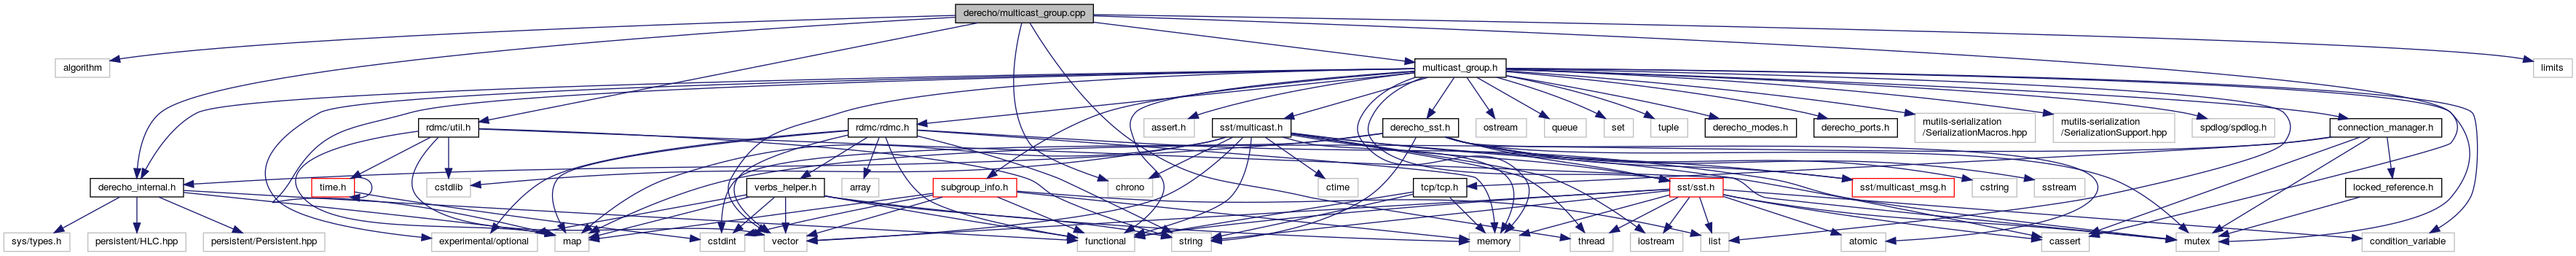 derecho/multicast_group.cpp
algorithm
multicast_group.h
limits
rdmc/util.h
rdmc/rdmc.h
assert.h
sst/multicast.h
derecho_sst.h
ostream
queue
set
tuple
derecho_modes.h
derecho_ports.h
mutils-serialization
/SerializationMacros.hpp
mutils-serialization
/SerializationSupport.hpp
spdlog/spdlog.h
connection_manager.h
derecho_internal.h
time.h
cstdlib
verbs_helper.h
array
subgroup_info.h
chrono
ctime
tcp/tcp.h
sst/sst.h
sst/multicast_msg.h
cstring
sstream
locked_reference.h
sys/types.h
persistent/HLC.hpp
persistent/Persistent.hpp
experimental/optional
map
cstdint
vector
functional
string
memory
thread
iostream
list
atomic
cassert
mutex
condition_variable